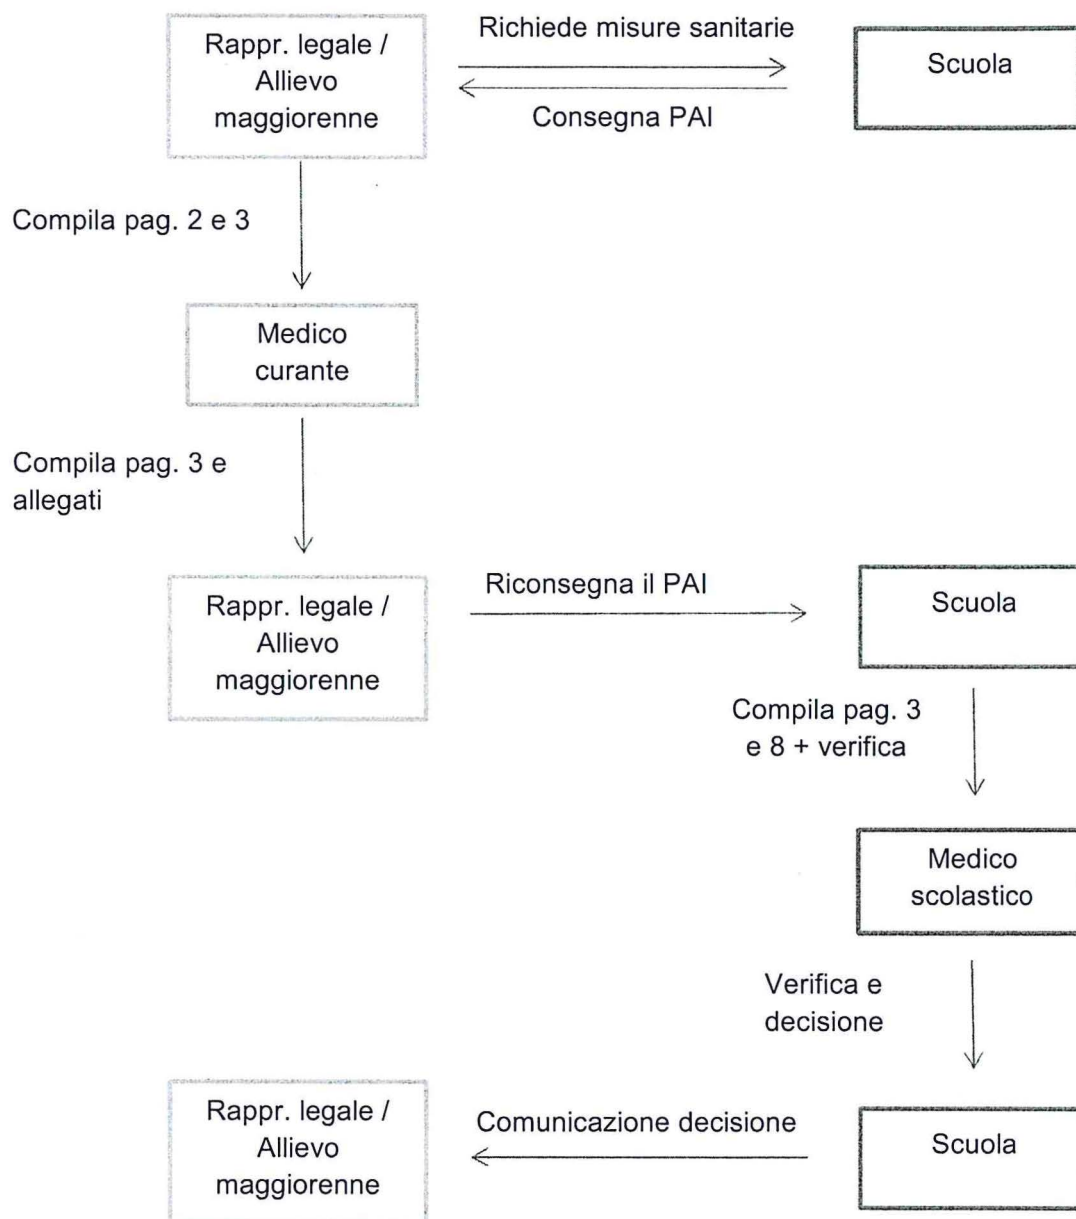 Rappr. legale /
Allievo
maggiorenne
Richiede misure sanitarie
Consegna PAI
Scuola
Compila pag. 2 e 3
Medico
curante
Compila pag. 3 e
allegati
Rappr. legale /
Allievo
maggiorenne
Riconsegna il PAI
Scuola
Compila pag. 3
e 8 + verifica
Medico
scolastico
Verifica e
decisione
Rappr. legale /
Allievo
maggiorenne
Comunicazione decisione
Scuola